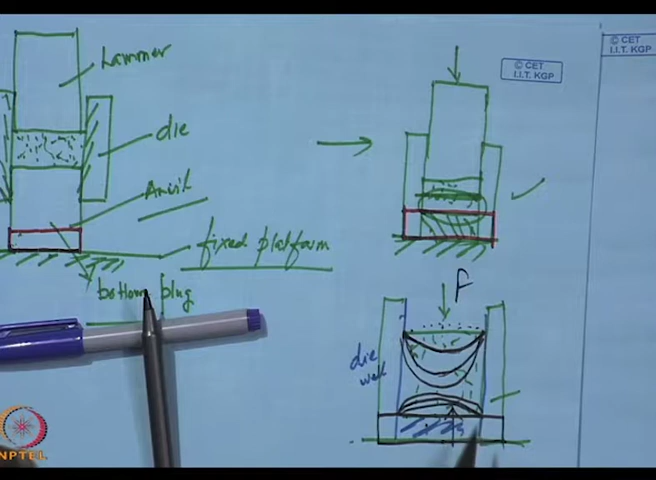 hammer
die
Anvil
fixed platform
bottom plug
© CET
I.I.T. KGP
© CET
I.I.T. KGP
F
die
wall
NPTEL